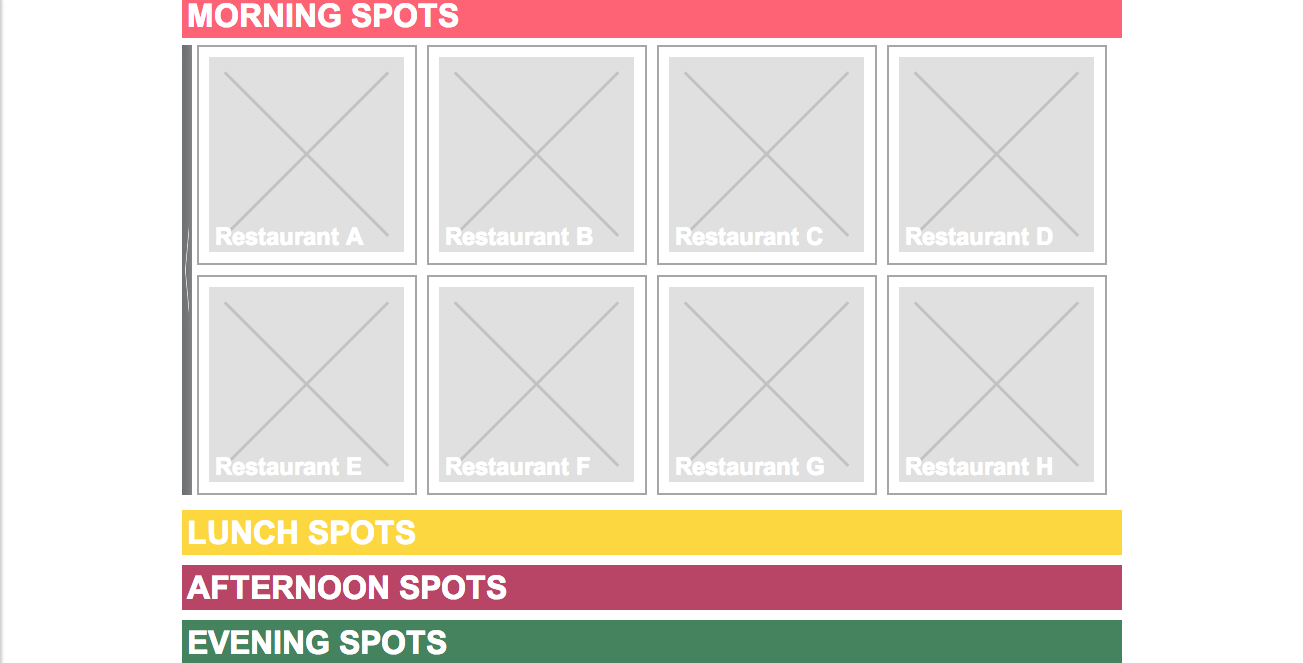 MORNING SPOTS
Restaurant A
Restaurant B
Restaurant C
Restaurant D
Restaurant E
Restaurant F
Restaurant G
Restaurant H
LUNCH SPOTS
AFTERNOON SPOTS
EVENING SPOTS